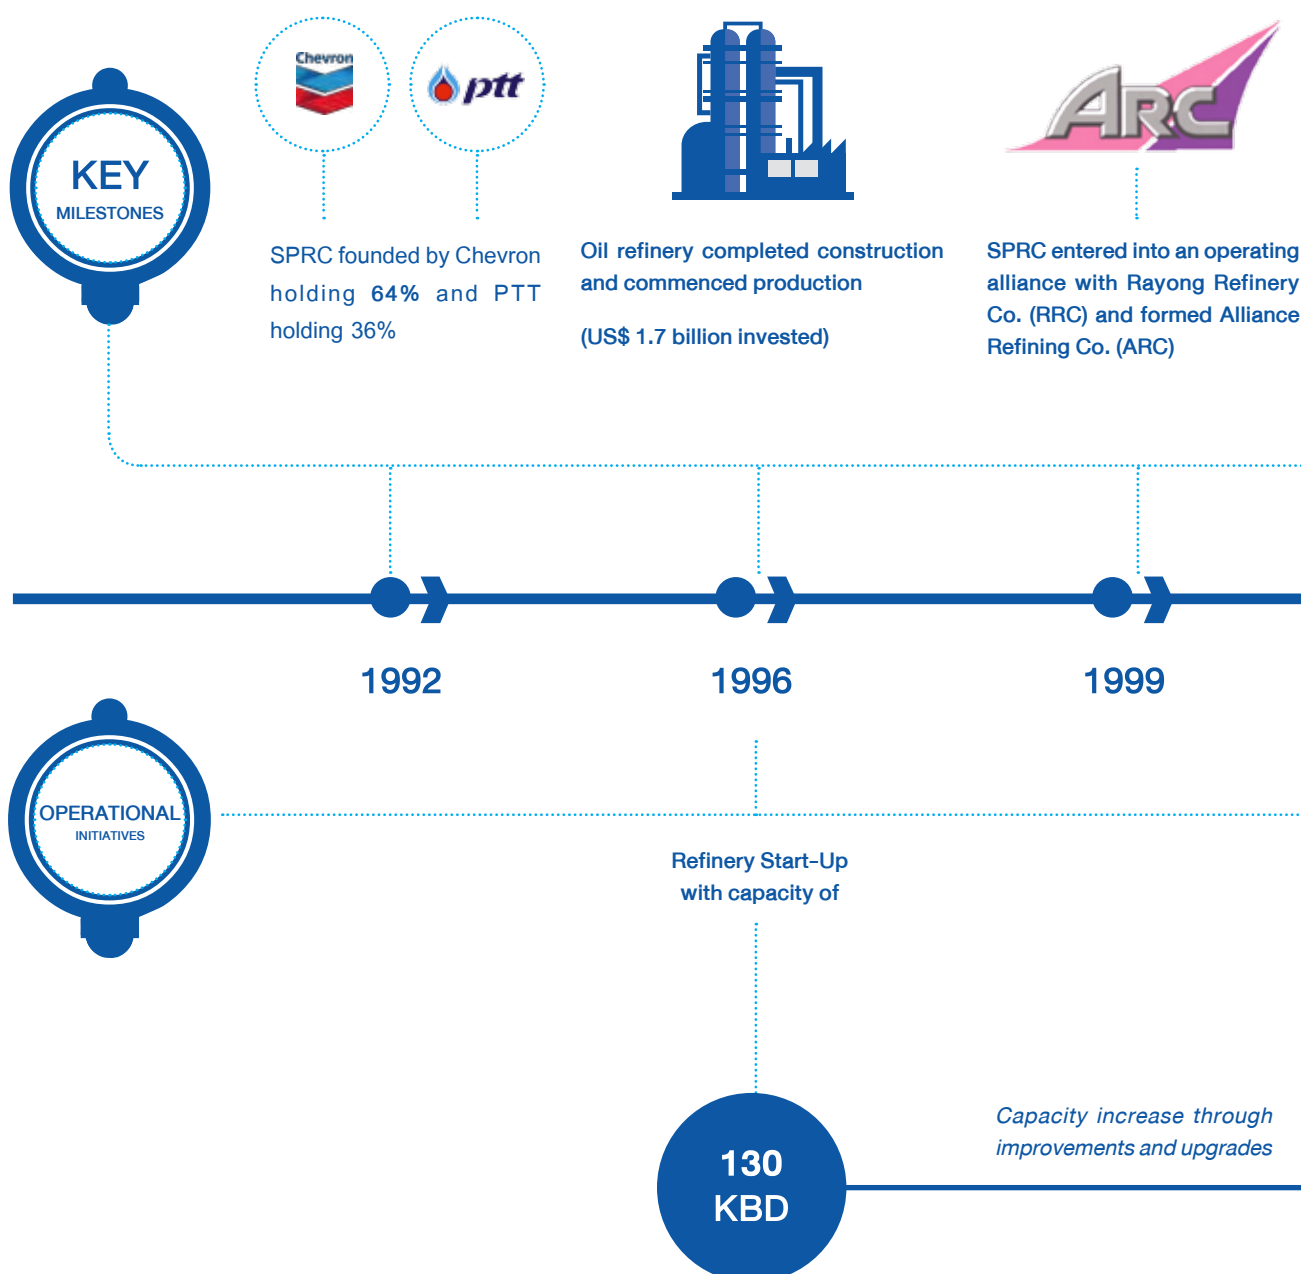 KEY
MILESTONES
Chevron
ptt
ARC
SPRC founded by Chevron
holding 64% and PTT
holding 36%
Oil refinery completed construction
and commenced production
(US$ 1.7 billion invested)
SPRC entered into an operating
alliance with Rayong Refinery
Co. (RRC) and formed Alliance
Refining Co. (ARC)
1992
1996
1999
OPERATIONAL
INITIATIVES
Refinery Start-Up
with capacity of
130
KBD
Capacity increase through
improvements and upgrades